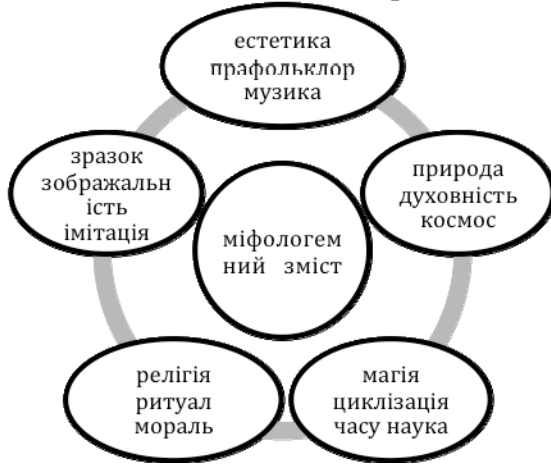 естетика
прафольклор
музика
зразок
зображальн
ість
імітація
природа
духовність
космос
міфологем
ний зміст
релігія
ритуал
мораль
магія
циклізація
часу наука